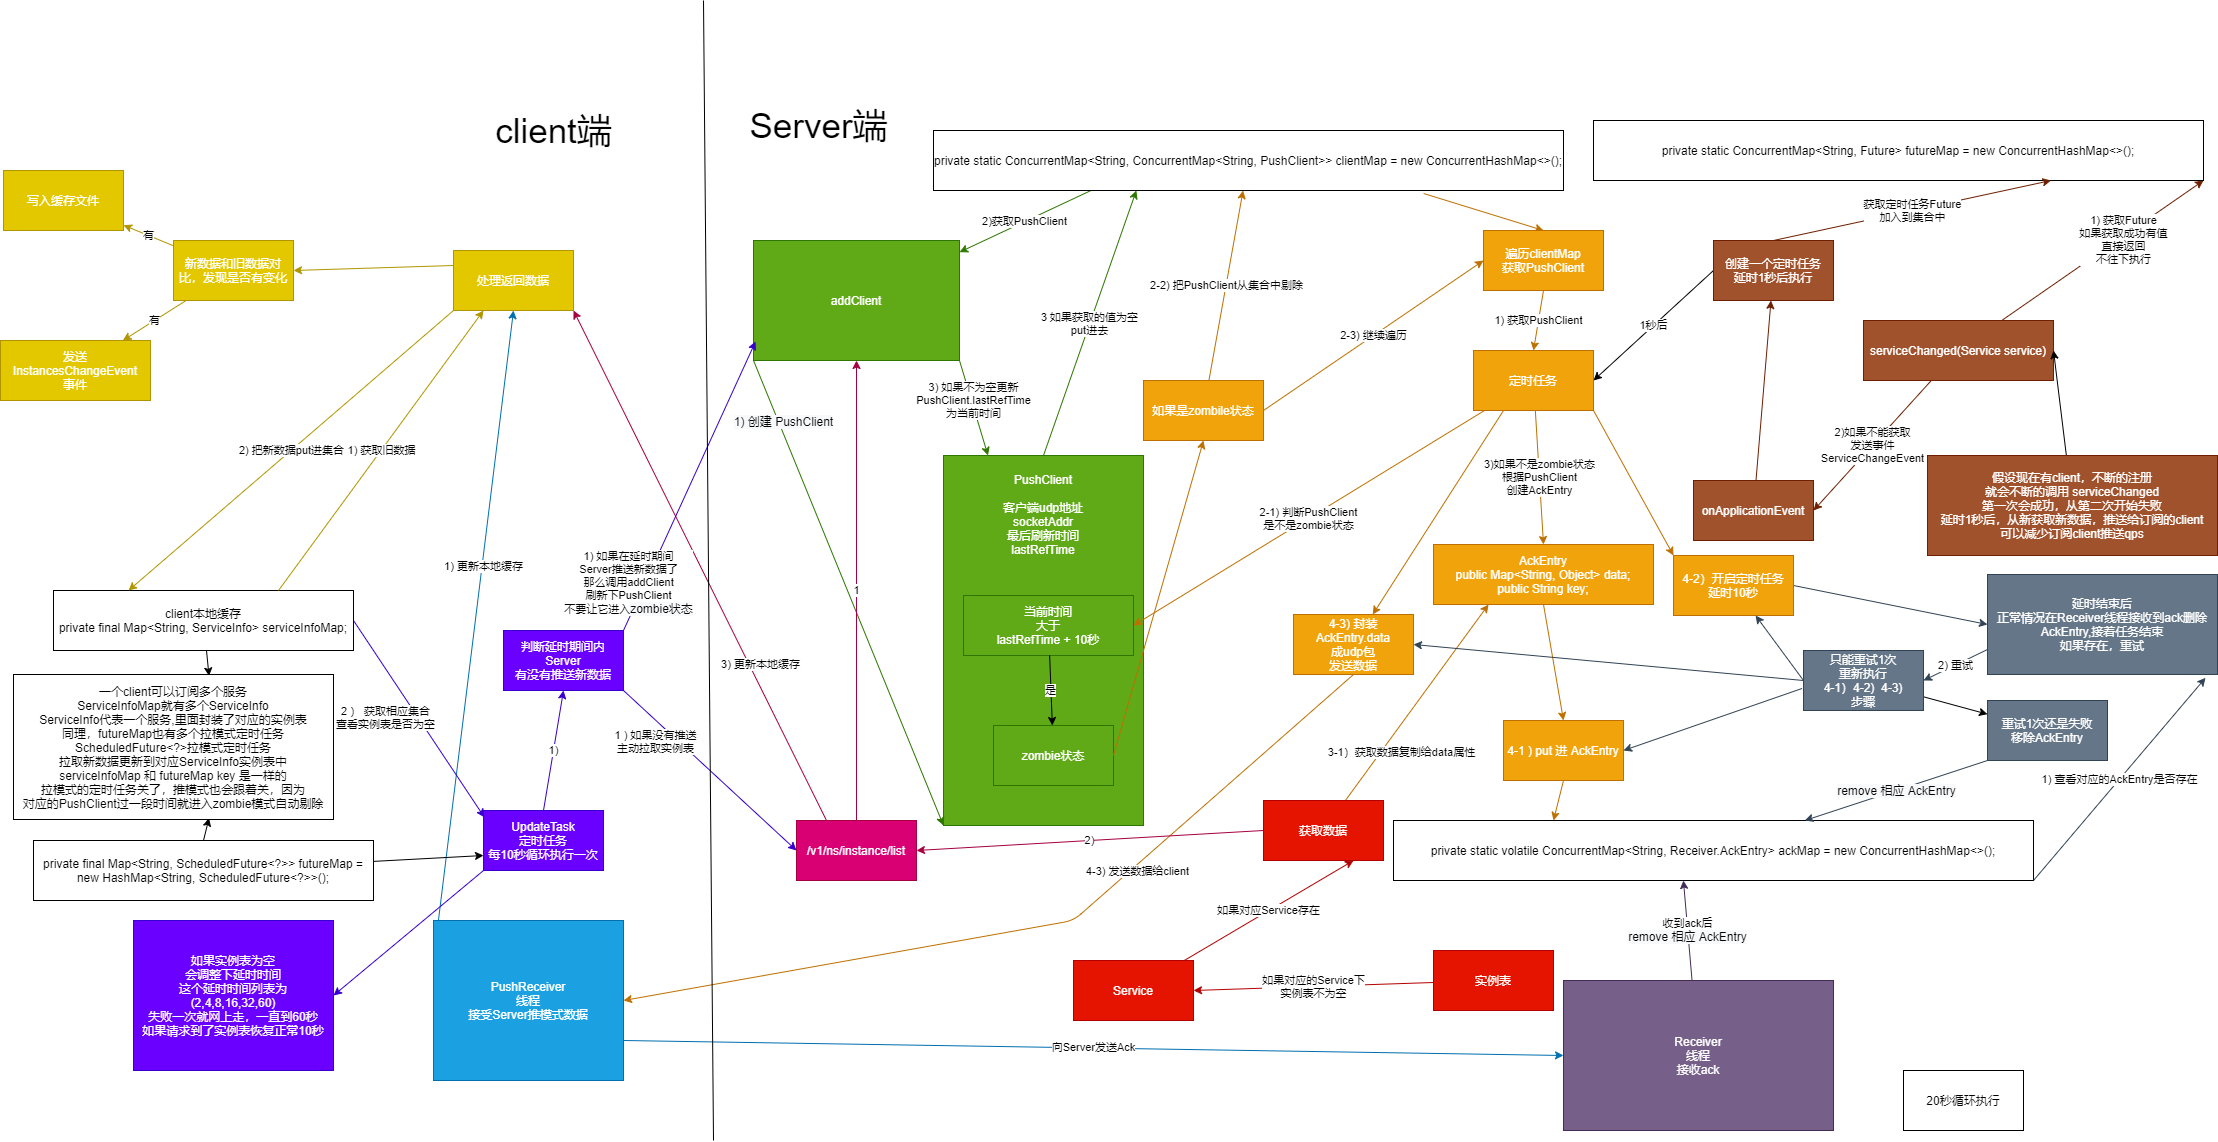 client端
Server端
写入缓存文件
有
新数据和旧数据对
比，发现是否有变化
有
发送
InstancesChangeEvent
事件
处理返回数据
2) 把新数据put进集合
1) 获取旧数据
client本地缓存
private final Map<String, ServiceInfo> serviceInfoMap;
一个client可以订阅多个服务
ServiceInfoMap就有多个ServiceInfo
ServiceInfo代表一个服务,里面封装了对应的实例表
同理，futureMap也有多个拉模式定时任务
ScheduledFuture<?>拉模式定时任务
拉取新数据更新到对应ServiceInfo实例表中
serviceInfoMap 和 futureMap key 是一样的
拉模式的定时任务关了，推模式也会跟着关，因为
对应的PushClient过一段时间就进入zombie模式自动剔除
private final Map<String, ScheduledFuture<?>> futureMap =
new HashMap<String, ScheduledFuture<?>>();
2 ） 获取相应集合
查看实例表是否为空
UpdateTask
定时任务
每10秒循环执行一次
1)
判断延时期间内
Server
有没有推送新数据
1) 更新本地缓存
1) 如果在延时期间
Server推送新数据了
那么调用addClient
刷新下PushClient
不要让它进入zombie状态
1 ) 如果没有推送
主动拉取实例表
如果实例表为空
会调整下延时时间
这个延时时间列表为
(2,4,8,16,32,60)
失败一次就网上走，一直到60秒
如果请求到了实例表恢复正常10秒
PushReceiver
线程
接受Server推模式数据
3) 更新本地缓存
/v1/ns/instance/list
1
addClient
1) 创建 PushClient
2)获取PushClient
3) 如果不为空更新
PushClient.lastRefTime
为当前时间
3 如果获取的值为空
put进去
private static ConcurrentMap<String, ConcurrentMap<String, PushClient>> clientMap = new ConcurrentHashMap<>();
PushClient
客户端udp地址
socketAddr
最后刷新时间
lastRefTime
当前时间
大于
lastRefTime + 10秒
是
zombie状态
如果是zombile状态
2-2) 把PushClient从集合中剔除
2-3) 继续遍历
遍历clientMap
获取PushClient
1) 获取PushClient
定时任务
1秒后
2-1) 判断PushClient
是不是zombie状态
3)如果不是zombie状态
根据PushClient
创建AckEntry
AckEntry
public Map<String, Object> data;
public String key;
4-3) 封装
AckEntry.data
成udp包
发送数据
4-2）开启定时任务
延时10秒
4-1 ) put 进 AckEntry
3-1）获取数据复制给data属性
获取数据
2)
4-3) 发送数据给client
如果对应Service存在
Service
如果对应的Service下
实例表不为空
实例表
向Server发送Ack
private static volatile ConcurrentMap<String, Receiver.AckEntry> ackMap = new ConcurrentHashMap<>();
收到ack后
remove 相应 AckEntry
Receiver
线程
接收ack
private static ConcurrentMap<String, Future> futureMap = new ConcurrentHashMap<>();
获取定时任务Future
加入到集合中
1) 获取Future
如果获取成功有值
直接返回
不往下执行
创建一个定时任务
延时1秒后执行
serviceChanged(Service service)
2)如果不能获取
发送事件
ServiceChangeEvent
onApplicationEvent
假设现在有client，不断的注册
就会不断的调用 serviceChanged
第一次会成功，从第二次开始失败
延时1秒后，从新获取新数据，推送给订阅的client
可以减少订阅client推送qps
延时结束后
正常情况在Receiver线程接收到ack删除
AckEntry,接着任务结束
如果存在，重试
2) 重试
只能重试1次
重新执行
4-1）4-2）4-3）
步骤
重试1次还是失败
移除AckEntry
remove 相应 AckEntry
1) 查看对应的AckEntry是否存在
20秒循环执行